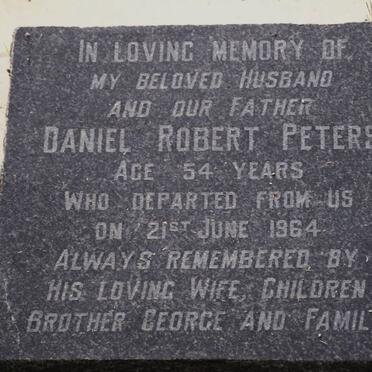 IN LOVING MEMORY OF
MY BELOVED HUSBAND
AND OUR FATHER
DANIEL ROBERT PETERS
AGE 54 YEARS
WHO DEPARTED FROM US
ON 21ST JUNE 1964
ALWAYS REMEMBERED BY
HIS LOVING WIFE, CHILDREN
BROTHER GEORGE AND FAMIL